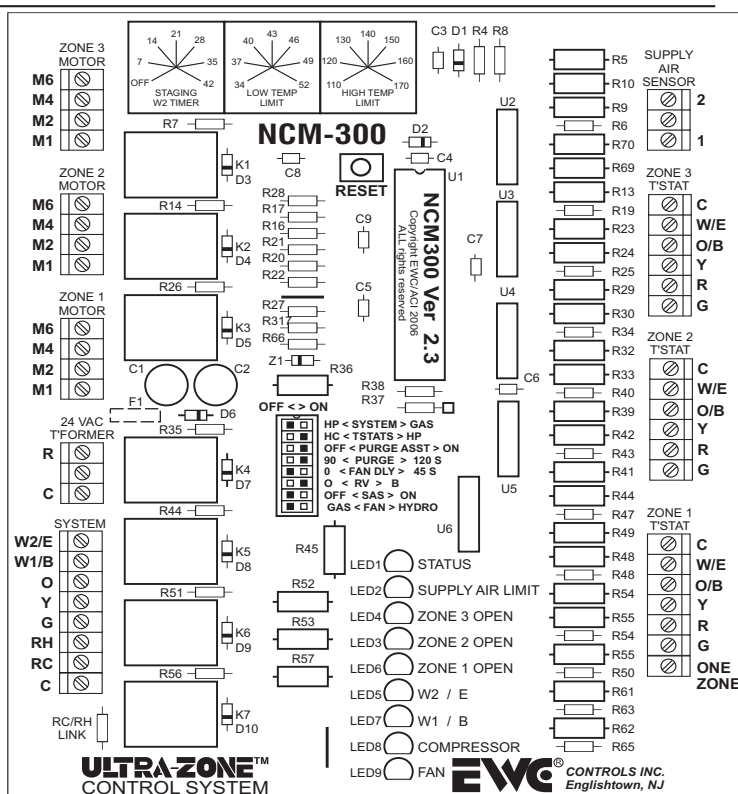 ZONE 3
MOTOR
M6
M4
M2
M1
ZONE 2
MOTOR
M6
M4
M2
M1
ZONE 1
MOTOR
M6
M4
M2
M1
24 VAC
T'FORMER
R
C
SYSTEM
W2/E
W1/B
O
Y
G
RH
RC
C
RC/RH
LINK
OFF 7 14 21 28 35 42
STAGING
W2 TIMER
34 37 40 43 46 49 52
LOW TEMP
LIMIT
110 120 130 140 150 160 170
HIGH TEMP
LIMIT
R7
K1
D3
R14
K2
D4
R26
K3
D5
C1
C2
F1
D6
R35
K4
D7
R44
K5
D8
R51
K6
D9
R56
K7
D10
NCM-300
C8
RESET
D2
C4
U1
R28
R17
R16
R21
R20
R22
R27
R317
R66
Z1
R36
C9
C5
NCM300 Ver 2.3
Copyright EWC/ACI 2006
ALL rights reserved
R38
R37
OFF < > ON
HP < SYSTEM > GAS
HC < TSTATS > HP
OFF < PURGE ASST > ON
90 < PURGE > 120 S
0 < FAN DLY > 45 S
O < RV > B
OFF < SAS > ON
GAS < FAN > HYDRO
R45
R52
R53
R57
LED1 STATUS
LED2 SUPPLY AIR LIMIT
LED4 ZONE 3 OPEN
LED3 ZONE 2 OPEN
LED6 ZONE 1 OPEN
LED5 W2 / E
LED7 W1 / B
LED8 COMPRESSOR
LED9 FAN
C3 D1 R4 R8
U2
U3
C7
U4
C6
U5
U6
R5
R10
R9
R6
R70
R69
R13
R19
R23
R24
R25
R29
R30
R34
R32
R33
R40
R39
R42
R43
R41
R44
R47
R49
R48
R48
R54
R55
R54
R55
R50
R61
R63
R62
R65
SUPPLY
AIR
SENSOR
2
1
ZONE 3
T'STAT
C
W/E
O/B
Y
R
G
ZONE 2
T'STAT
C
W/E
O/B
Y
R
G
ZONE 1
T'STAT
C
W/E
O/B
Y
R
G
ONE
ZONE
ULTRA-ZONE™
CONTROL SYSTEM
EWC®
CONTROLS INC.
Englishtown, NJ